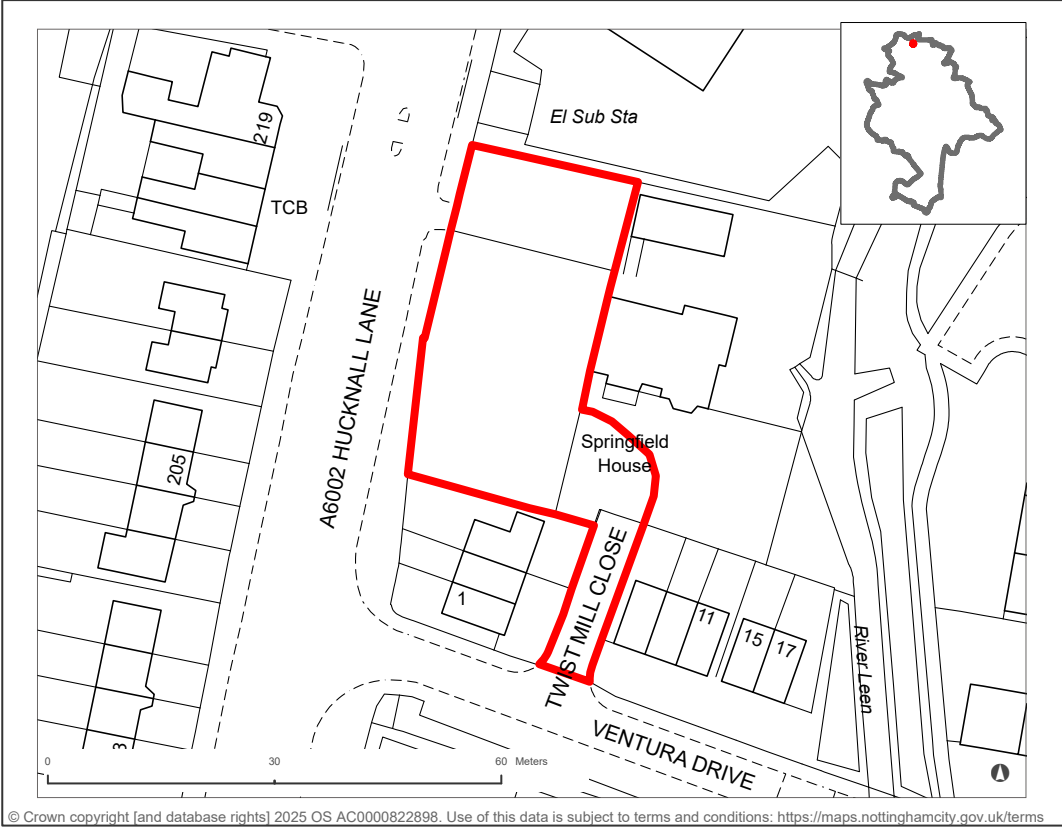 El Sub Sta
219
TCB
A6002 HUCKNALL LANE
205
Springfield
House
TWIST MILL CLOSE
1
11
15
17
River Leen
VENTURA DRIVE
0
30
60
Meters
© Crown copyright [and database rights] 2025 OS AC0000822898. Use of this data is subject to terms and conditions: https://maps.nottinghamcity.gov.uk/terms